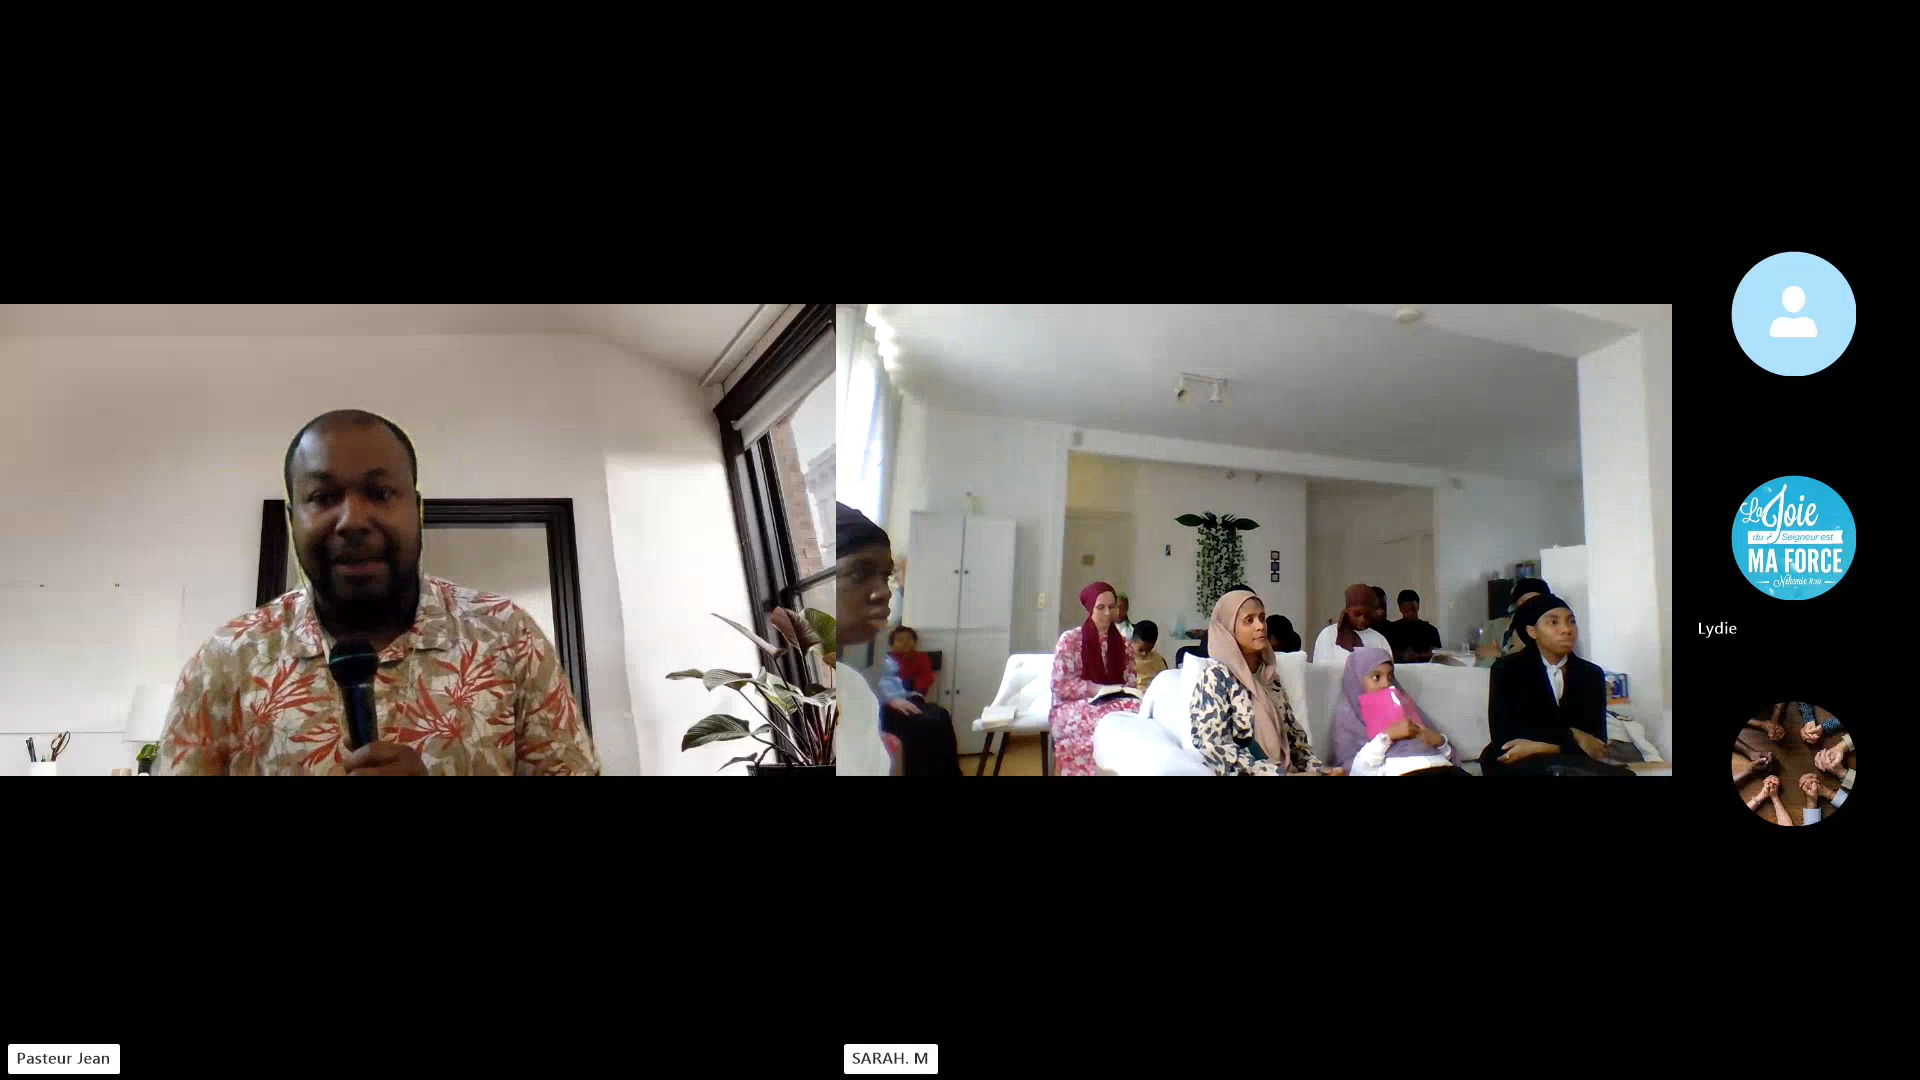 La Joie
du Seigneur est
MA FORCE
Néhémie 8:10
Lydie
Pasteur Jean
SARAH. M